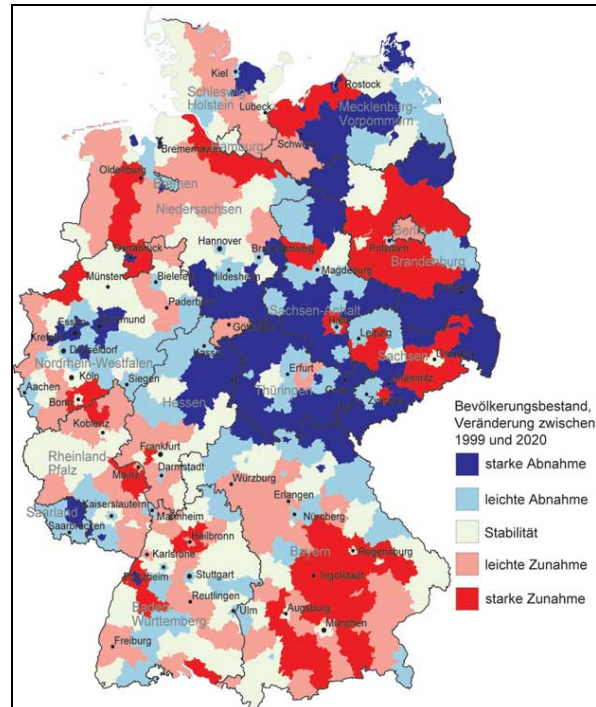 Kiel
Schleswig-
Holstein
Rostock
Lübeck
Mecklenburg-
Vorpommern
Bremerhaven
Hamburg
Schwerin
Oldenburg
Bremen
Niedersachsen
Berlin
Potsdam
Brandenburg
Osnabrück
Hannover
Braunschweig
Münster
Bielefeld
Hildesheim
Magdeburg
Paderborn
Sachsen-Anhalt
Essen
Dortmund
Krefeld
Göttingen
Halle
Leipzig
Düsseldorf
Kassel
Sachsen
Dresden
Nordrhein-Westfalen
Köln
Erfurt
Chemnitz
Aachen
Siegen
Thüringen
Gera
Zwickau
Bonn
Hessen
Koblenz
Frankfurt
Rheinland-
Pfalz
Mainz
Darmstadt
Würzburg
Erlangen
Saarland
Kaiserslautern
Mannheim
Nürnberg
Saarbrücken
Heilbronn
Bayern
Karlsruhe
Regensburg
Pforzheim
Stuttgart
Ingolstadt
Reutlingen
Baden-
Württemberg
Ulm
Augsburg
München
Freiburg
Bevölkerungsbestand,
Veränderung zwischen
1999 und 2020
starke Abnahme
leichte Abnahme
Stabilität
leichte Zunahme
starke Zunahme